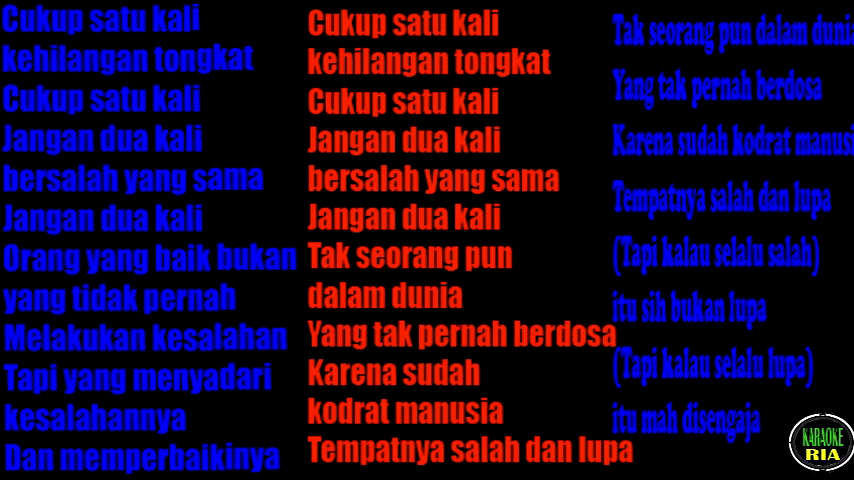 Cukup satu kali
kehilangan tongkat
Cukup satu kali
Jangan dua kali
bersalah yang sama
Jangan dua kali
Orang yang baik bukan
yang tidak pernah
Melakukan kesalahan
Tapi yang menyadari
kesalahannya
Dan memperbaikinya
Cukup satu kali
kehilangan tongkat
Cukup satu kali
Jangan dua kali
bersalah yang sama
Jangan dua kali
Tak seorang pun
dalam dunia
Yang tak pernah berdosa
Karena sudah
kodrat manusia
Tempatnya salah dan lupa
Tak seorang pun dalam dunia
Yang tak pernah berdosa
Karena sudah kodrat manusi
Tempatnya salah dan lupa
(Tapi kalau selalu salah)
itu sih bukan lupa
(Tapi kalau selalu lupa)
itu mah disengaja
KARAOKE
RIA